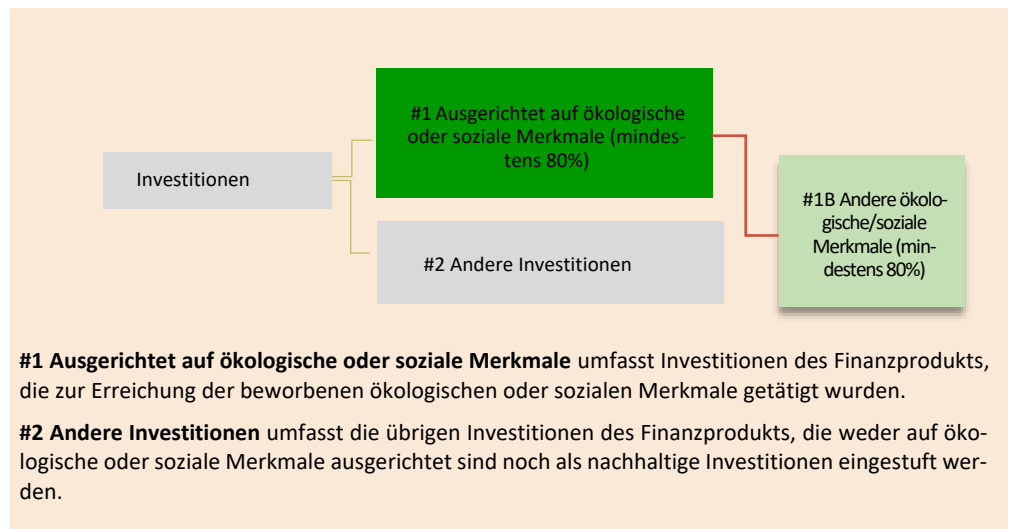 #1 Ausgerichtet auf ökologische
oder soziale Merkmale (mindes-
tens 80%)
Investitionen
#1B Andere ökolo-
gische/soziale
Merkmale (min-
destens 80%)
#2 Andere Investitionen
#1 Ausgerichtet auf ökologische oder soziale Merkmale umfasst Investitionen des Finanzprodukts,
die zur Erreichung der beworbenen ökologischen oder sozialen Merkmale getätigt wurden.
#2 Andere Investitionen umfasst die übrigen Investitionen des Finanzprodukts, die weder auf öko-
logische oder soziale Merkmale ausgerichtet sind noch als nachhaltige Investitionen eingestuft wer-
den.